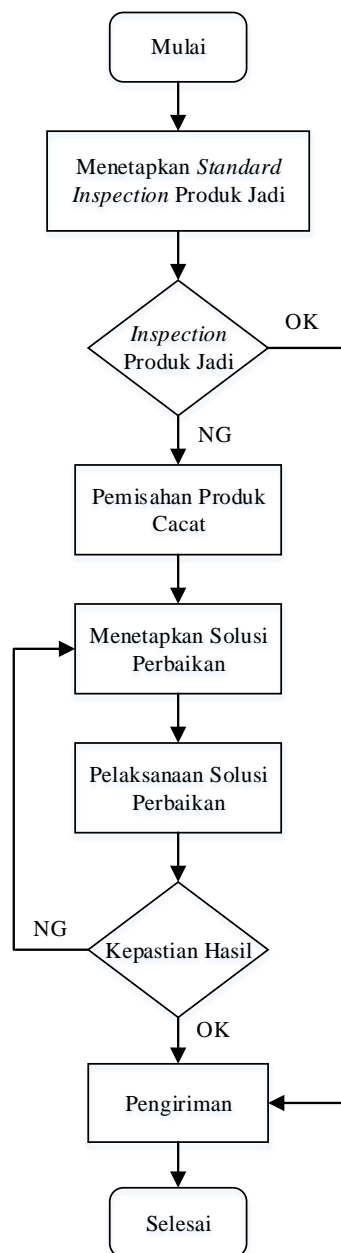 Mulai
Menetapkan Standard
Inspection Produk Jadi
Inspection
Produk Jadi
OK
NG
Pemisahan Produk
Cacat
Menetapkan Solusi
Perbaikan
Pelaksanaan Solusi
Perbaikan
NG
Kepastian Hasil
OK
Pengiriman
Selesai